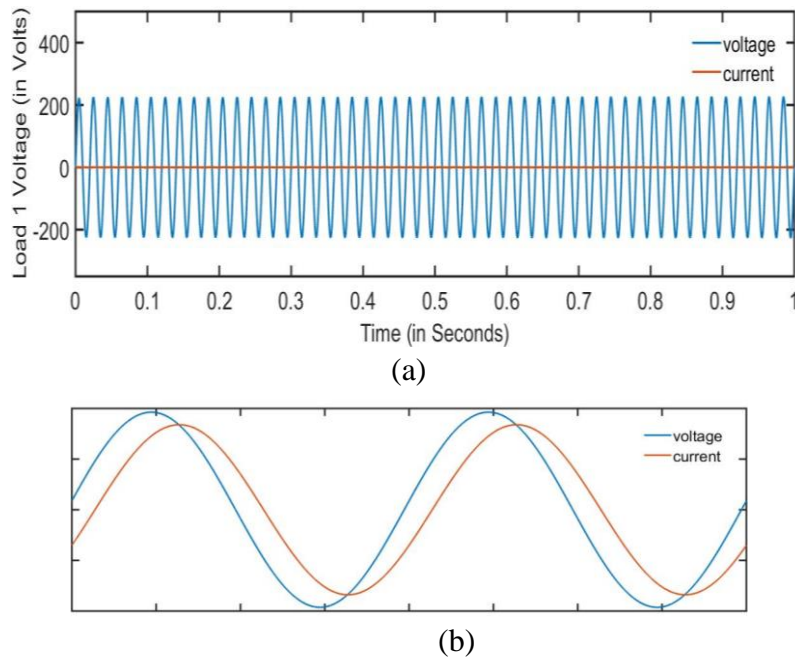 Load 1 Voltage (in Volts)
400
200
0
-200
voltage
current
0 0.1 0.2 0.3 0.4 0.5 0.6 0.7 0.8 0.9 1
Time (in Seconds)
(a)
voltage
current
(b)